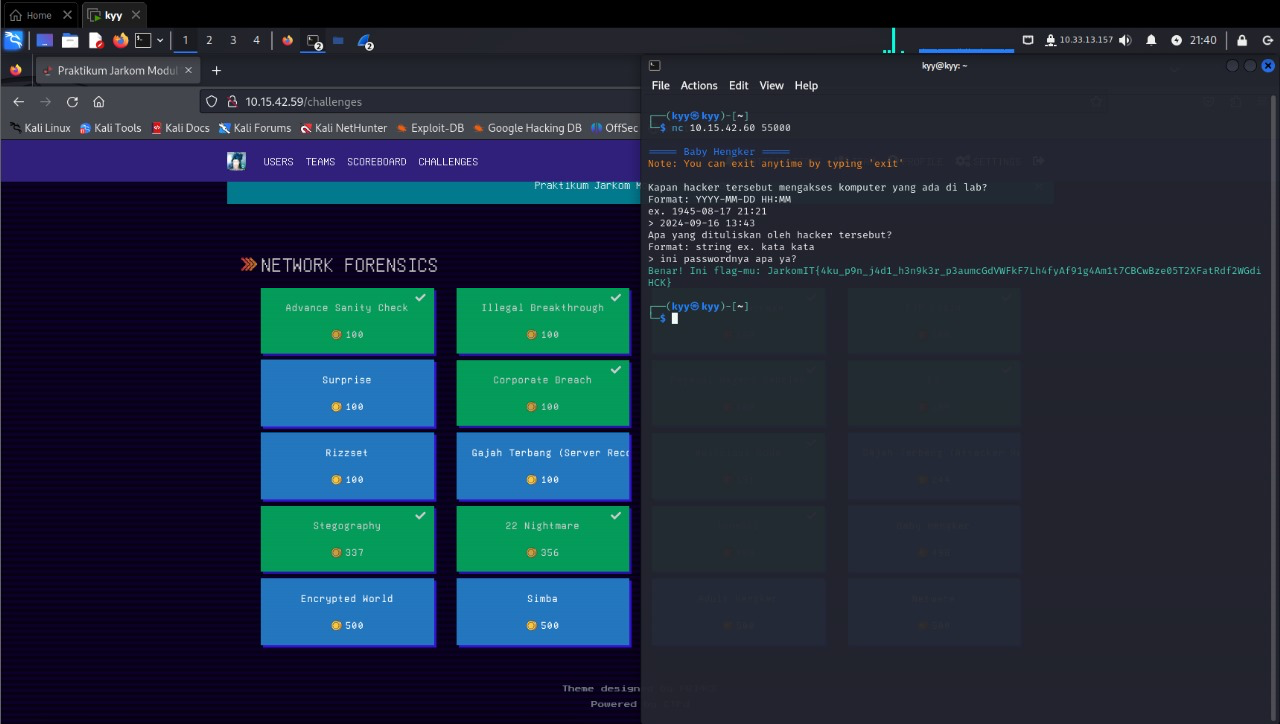 Home
kyy
1 2 3 4
2
2
10.33.13.157
21:40
Praktikum Jarkom Modul
10.15.42.59/challenges
Kali Linux Kali Tools Kali Docs Kali Forums Kali NetHunter Exploit-DB Google Hacking DB OffSec
USERS TEAMS SCOREBOARD CHALLENGES
Praktikum Jarkom M
NETWORK FORENSICS
Advance Sanity Check
100
Illegal Breakthrough
100
Surprise
100
Corporate Breach
100
Rizzset
100
Gajah Terbang (Server Reco
100
Stegography
337
22 Nightmare
356
Encrypted World
500
Simba
500
Theme designe
Powered
kyy@kyy: ~
File Actions Edit View Help
┌──(kyy㉿kyy)-[~]
└─$ nc 10.15.42.60 55000
===== Baby Hengker =====
Note: You can exit anytime by typing 'exit'
Kapan hacker tersebut mengakses komputer yang ada di lab?
Format: YYYY-MM-DD HH:MM
ex. 1945-08-17 21:21
> 2024-09-16 13:43
Apa yang dituliskan oleh hacker tersebut?
Format: string ex. kata kata
> ini passwordnya apa ya?
Benar! Ini flag-mu: JarkomIT{4ku_p9n_j4d1_h3n9k3r_p3aumcGdVWFkF7Lh4fyAf91g4Am1t7CBCwBze05T2XFatRdf2WGdi
HCK}
┌──(kyy㉿kyy)-[~]
└─$